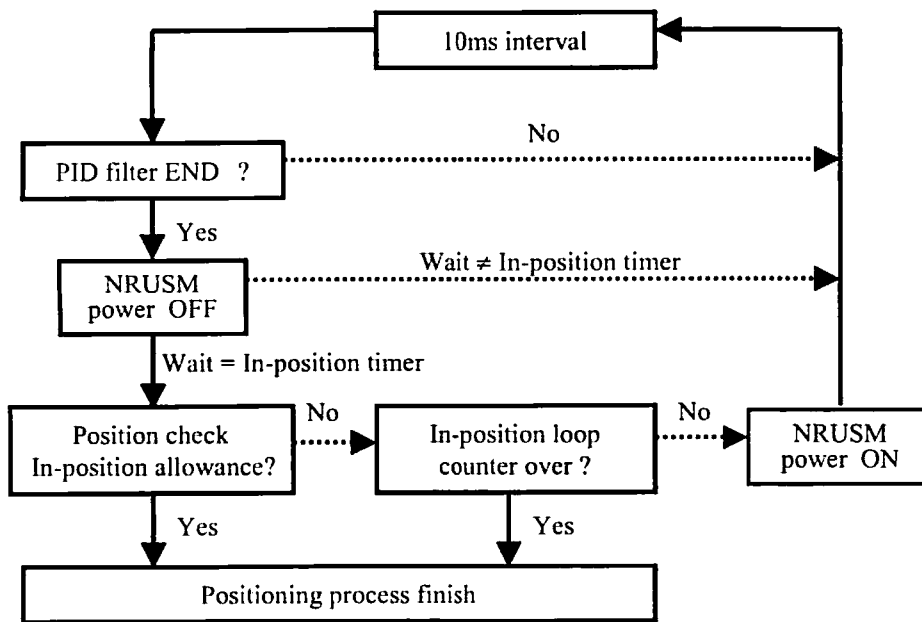 10ms interval
No
PID filter END ?
Yes
Wait ≠ In-position timer
NRUSM
power OFF
Wait = In-position timer
No
No
Position check
In-position allowance?
In-position loop
counter over ?
NRUSM
power ON
Yes
Yes
Positioning process finish